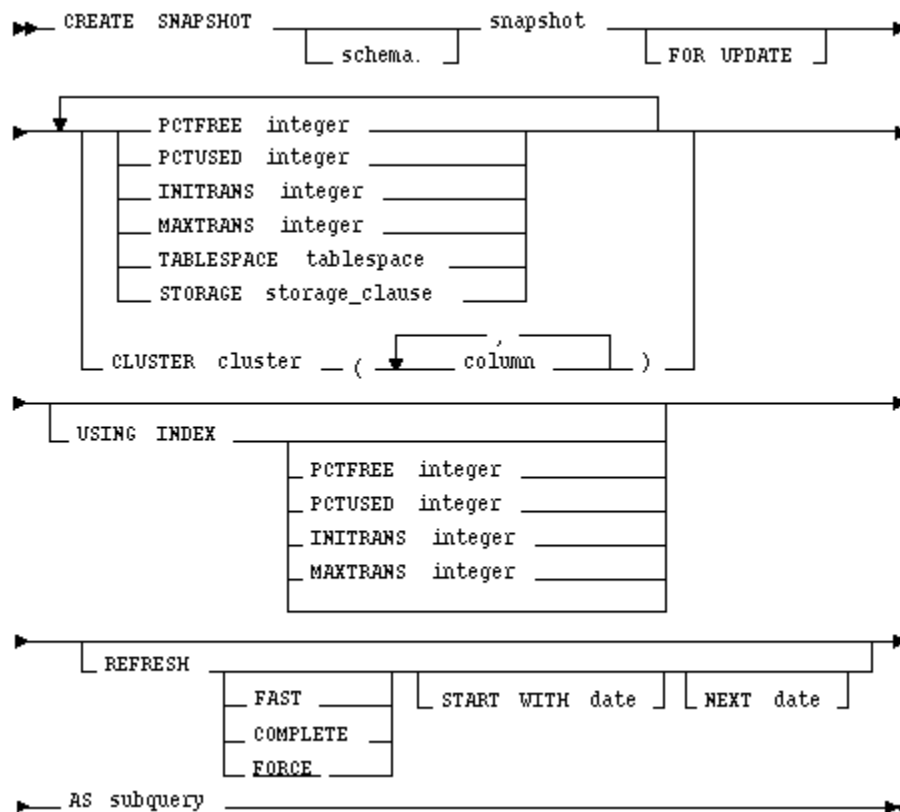 CREATE SNAPSHOT snapshot
schema. FOR UPDATE
PCTFREE integer
PCTUSED integer
INITRANS integer
MAXTRANS integer
TABLESPACE tablespace
STORAGE storage_clause
,
CLUSTER cluster ( column )
USING INDEX
PCTFREE integer
PCTUSED integer
INITRANS integer
MAXTRANS integer
REFRESH
FAST START WITH date NEXT date
COMPLETE
FORCE
AS subquery